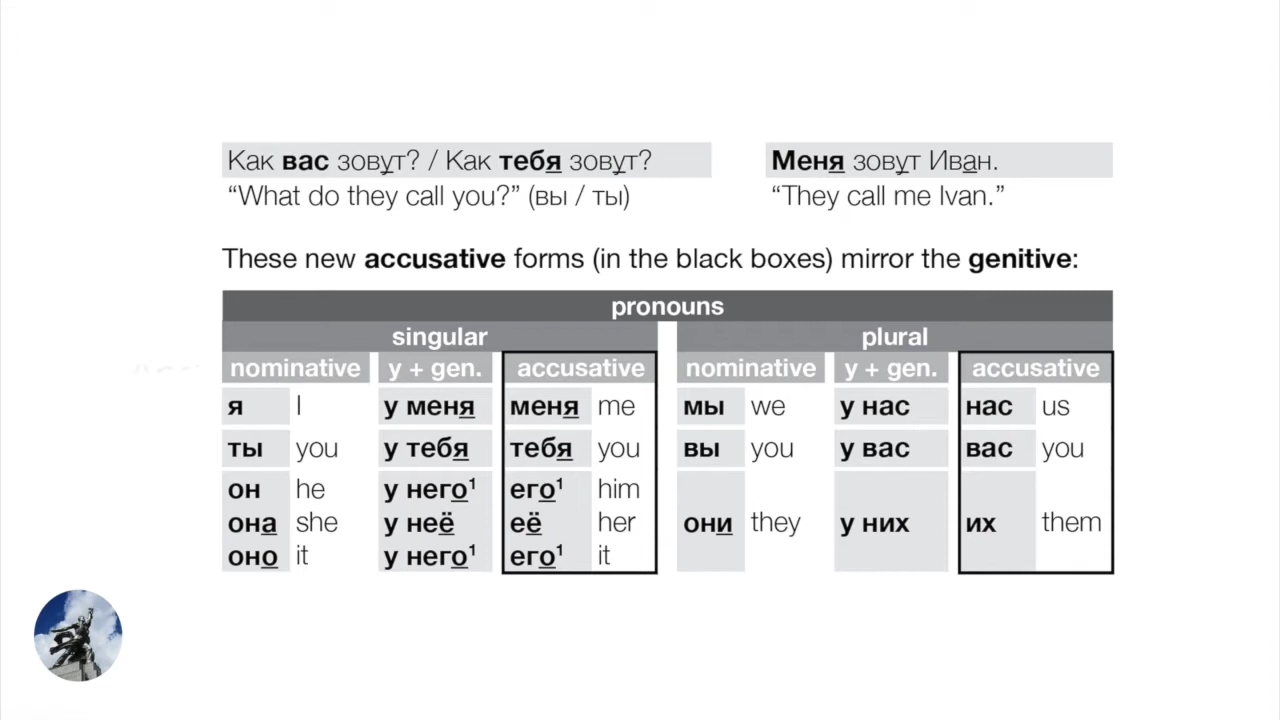 Как вас зовут? / Как тебя зовут?
“What do they call you?” (вы / ты)
Меня зовут Иван.
“They call me Ivan.”
These new accusative forms (in the black boxes) mirror the genitive:
pronouns
singular plural
nominative у + gen. accusative nominative у + gen. accusative
я I у меня меня me мы we у нас нас us
ты you у тебя тебя you вы you у вас вас you
он he у него¹ его¹ him
она she у неё её her они they у них их them
оно it у него¹ его¹ it